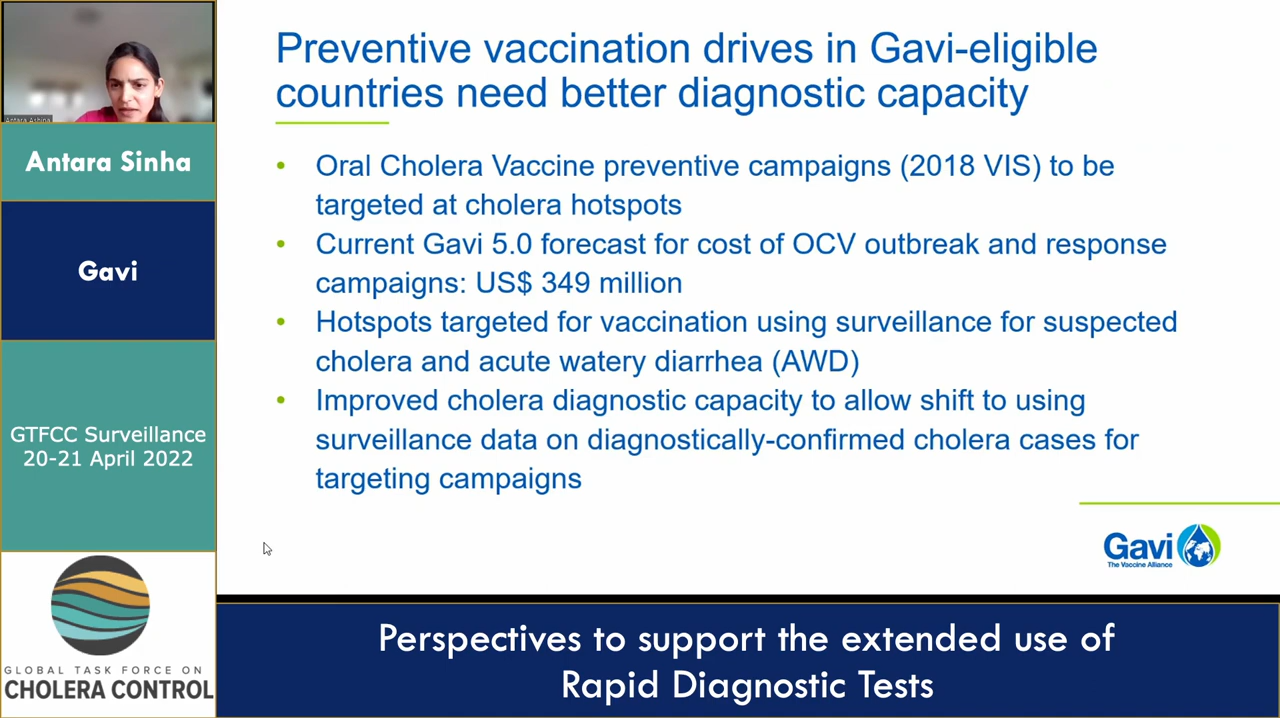 Antara Ashina
Antara Sinha
Gavi
GTFCC Surveillance
20-21 April 2022
GLOBAL TASK FORCE ON
CHOLERA CONTROL
Preventive vaccination drives in Gavi-eligible
countries need better diagnostic capacity
• Oral Cholera Vaccine preventive campaigns (2018 VIS) to be
targeted at cholera hotspots
• Current Gavi 5.0 forecast for cost of OCV outbreak and response
campaigns: US$ 349 million
• Hotspots targeted for vaccination using surveillance for suspected
cholera and acute watery diarrhea (AWD)
• Improved cholera diagnostic capacity to allow shift to using
surveillance data on diagnostically-confirmed cholera cases for
targeting campaigns
Gavi
The Vaccine Alliance
Perspectives to support the extended use of
Rapid Diagnostic Tests